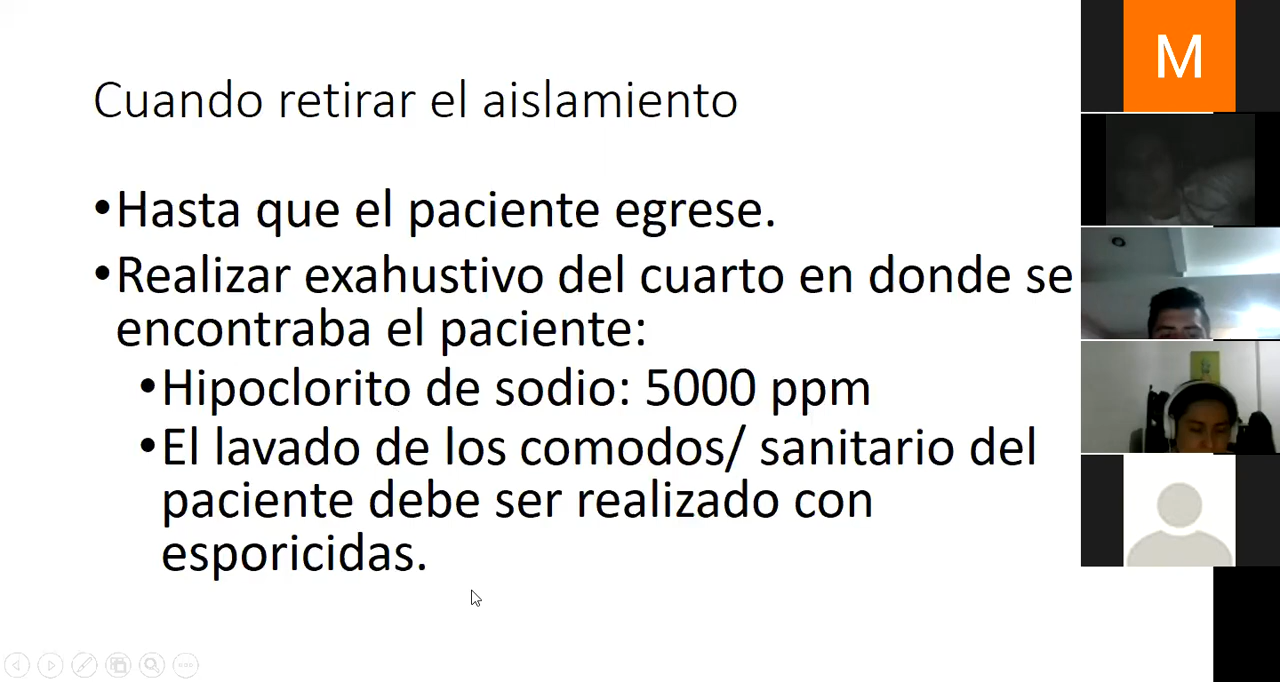 Cuando retirar el aislamiento
•Hasta que el paciente egrese.
•Realizar exahustivo del cuarto en donde se
encontraba el paciente:
•Hipoclorito de sodio: 5000 ppm
•El lavado de los comodos/ sanitario del
paciente debe ser realizado con
esporicidas.
M